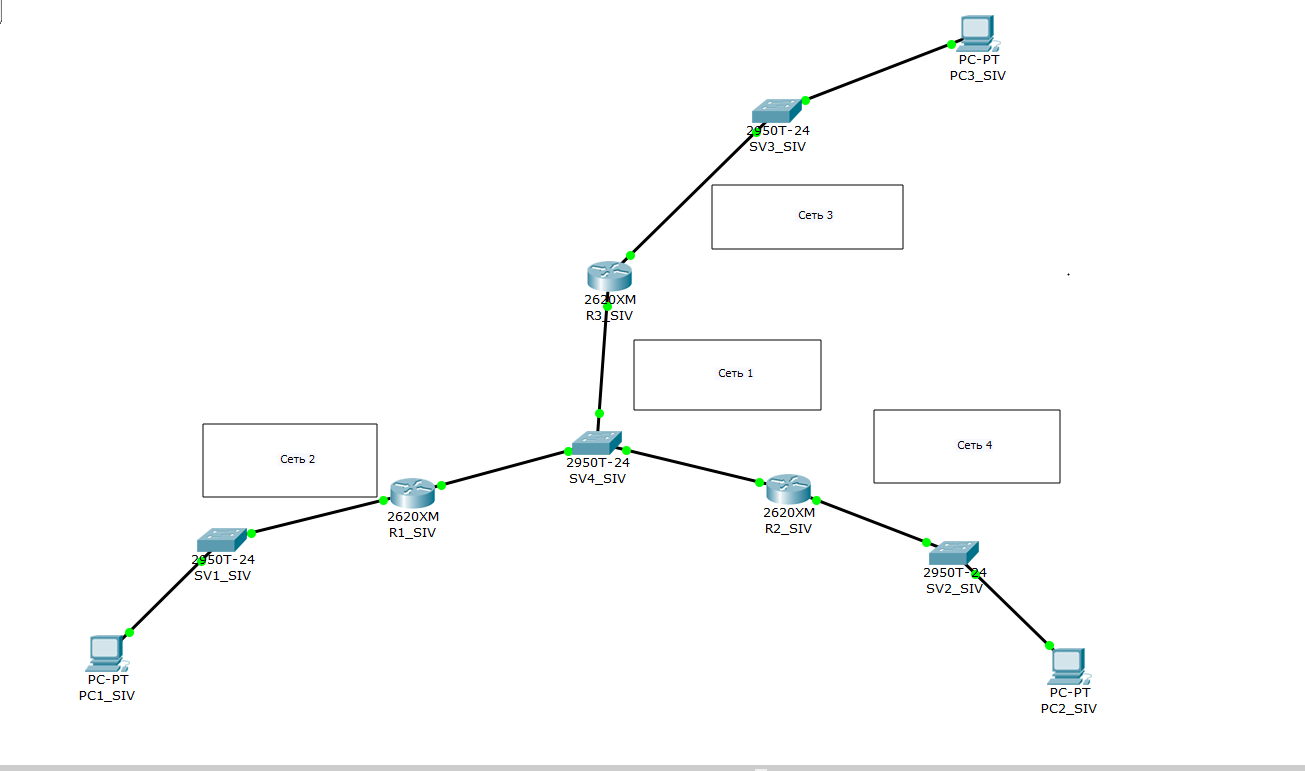 PC-PT
PC3_SIV
2950T-24
SV3_SIV
Сеть 3
2620XM
R3_SIV
Сеть 1
Сеть 2
Сеть 4
2950T-24
SV4_SIV
2620XM
R1_SIV
2620XM
R2_SIV
2950T-24
SV1_SIV
2950T-24
SV2_SIV
PC-PT
PC1_SIV
PC-PT
PC2_SIV